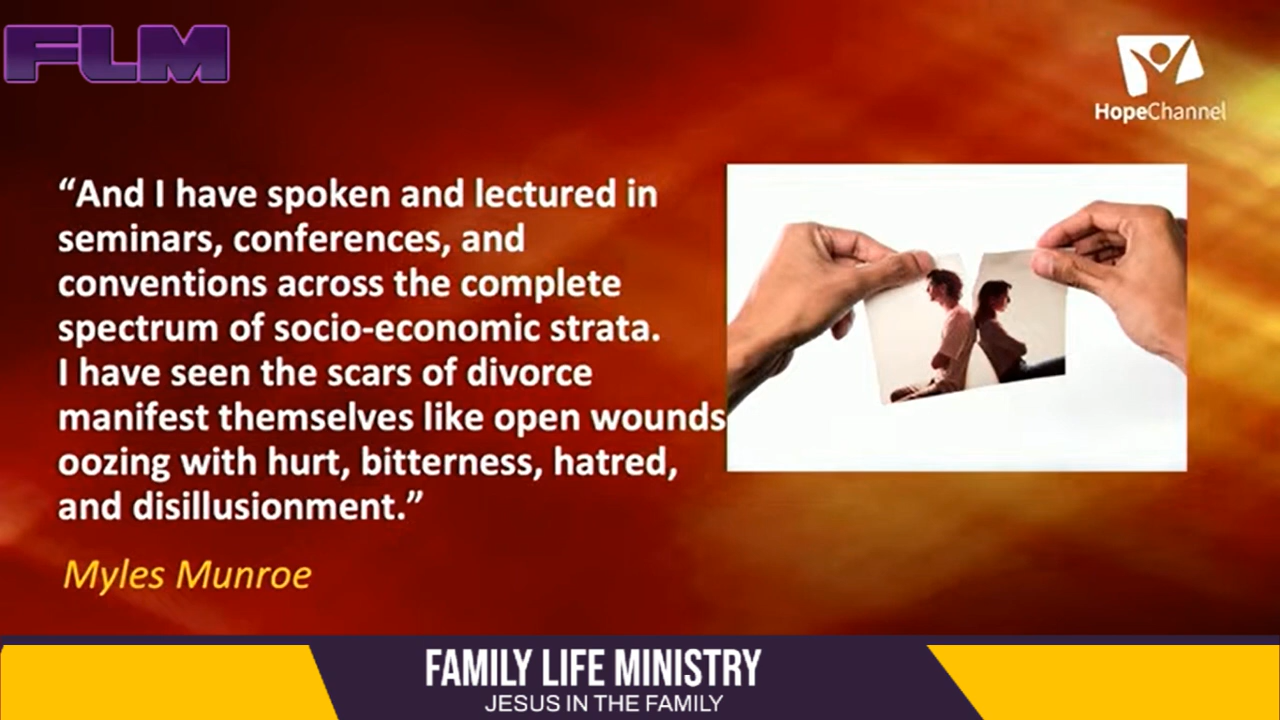 FLM
HopeChannel
“And I have spoken and lectured in
seminars, conferences, and
conventions across the complete
spectrum of socio-economic strata.
I have seen the scars of divorce
manifest themselves like open wounds
oozing with hurt, bitterness, hatred,
and disillusionment.”
Myles Munroe
FAMILY LIFE MINISTRY
JESUS IN THE FAMILY